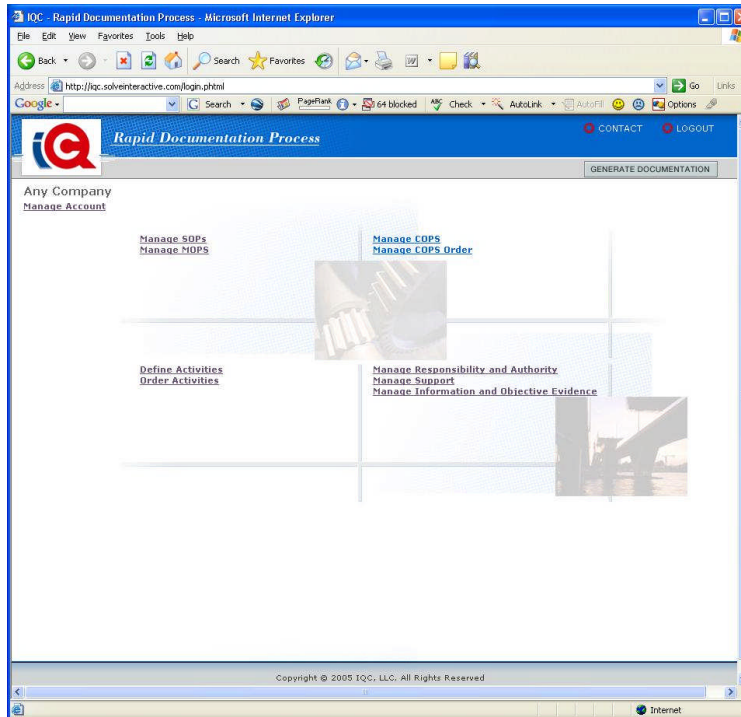 IQC - Rapid Documentation Process - Microsoft Internet Explorer
File Edit View Favorites Tools Help
Back Search Favorites
Address http://iqc.solveinteractive.com/login.phtml Go Links
Google Search PageRank 64 blocked ABC Check AutoLink AutoFill Options
iQ Rapid Documentation Process CONTACT LOGOUT
GENERATE DOCUMENTATION
Any Company
Manage Account
Manage SOPs Manage COPS
Manage MOPS Manage COPS Order
Define Activities Manage Responsibility and Authority
Order Activities Manage Support
Manage Information and Objective Evidence
Copyright © 2005 IQC, LLC. All Rights Reserved
Internet